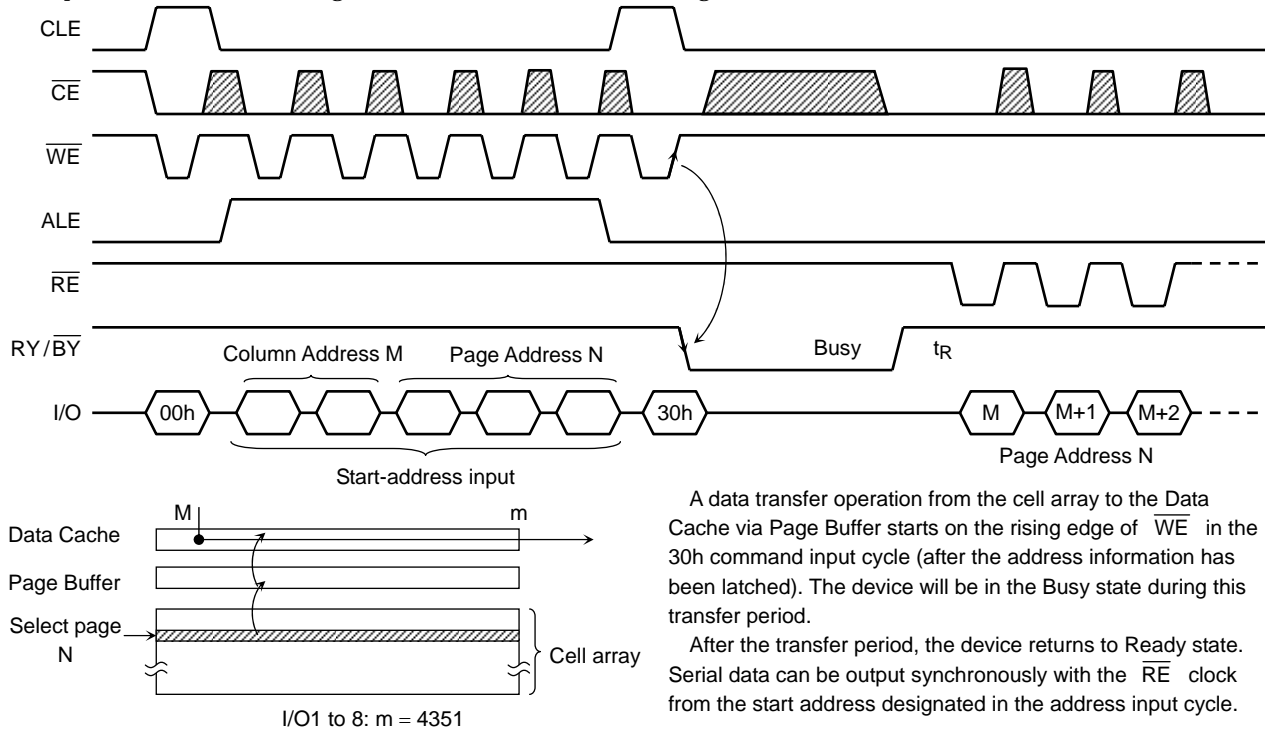 CLE
CE
WE
ALE
RE
RY/BY
Column Address M
Page Address N
Busy
tR
I/O
00h
30h
M
M+1
M+2
Start-address input
Page Address N
M
m
Data Cache
Page Buffer
Select page
N
Cell array
I/O1 to 8: m = 4351
A data transfer operation from the cell array to the Data
Cache via Page Buffer starts on the rising edge of WE in the
30h command input cycle (after the address information has
been latched). The device will be in the Busy state during this
transfer period.
After the transfer period, the device returns to Ready state.
Serial data can be output synchronously with the RE clock
from the start address designated in the address input cycle.